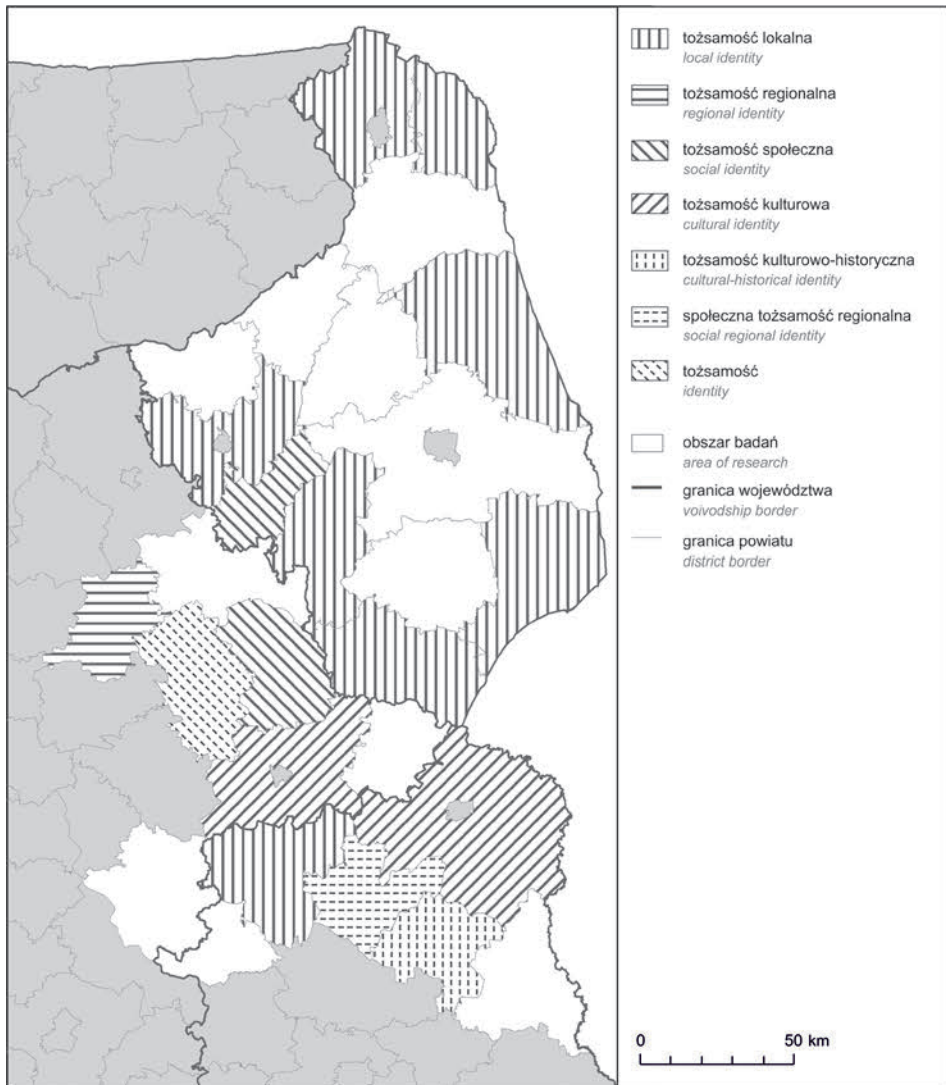 tożsamość lokalna
local identity
tożsamość regionalna
regional identity
tożsamość społeczna
social identity
tożsamość kulturowa
cultural identity
tożsamość kulturowo-historyczna
cultural-historical identity
społeczna tożsamość regionalna
social regional identity
tożsamość
identity
obszar badań
area of research
granica województwa
voivodship border
granica powiatu
district border
0 50 km